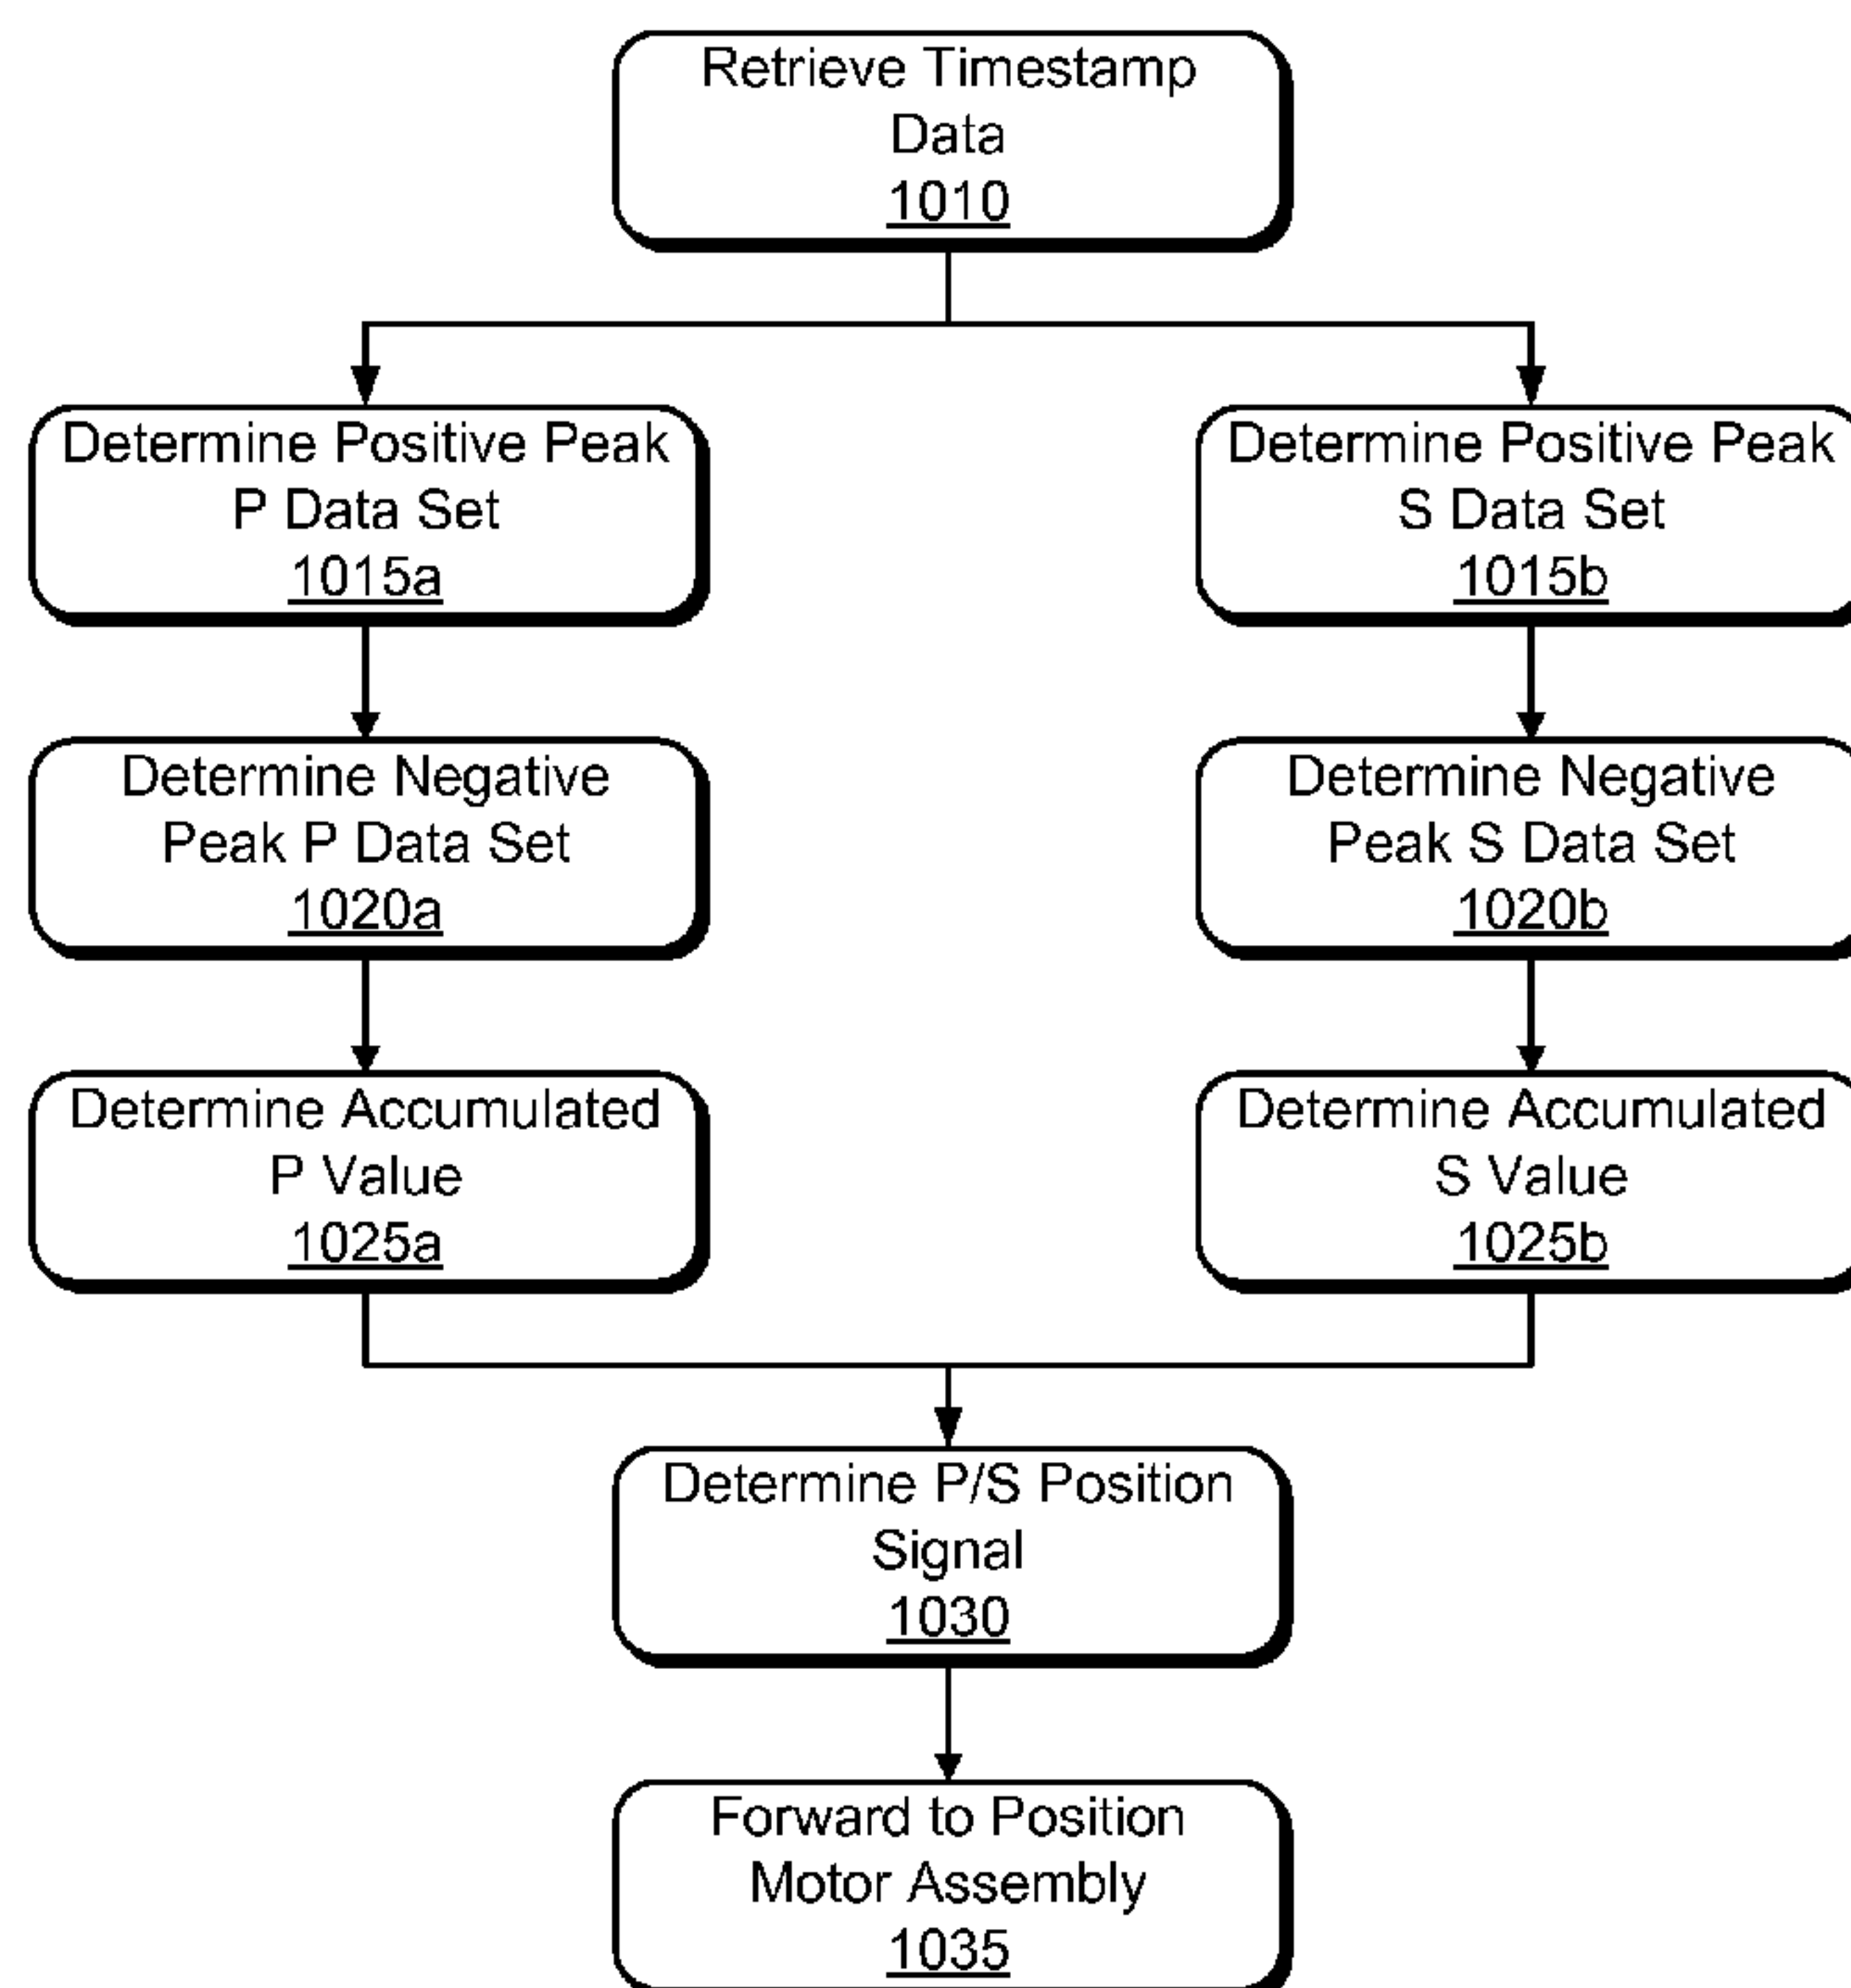 Retrieve Timestamp
Data
1010
Determine Positive Peak
P Data Set
1015a
Determine Positive Peak
S Data Set
1015b
Determine Negative
Peak P Data Set
1020a
Determine Negative
Peak S Data Set
1020b
Determine Accumulated
P Value
1025a
Determine Accumulated
S Value
1025b
Determine P/S Position
Signal
1030
Forward to Position
Motor Assembly
1035